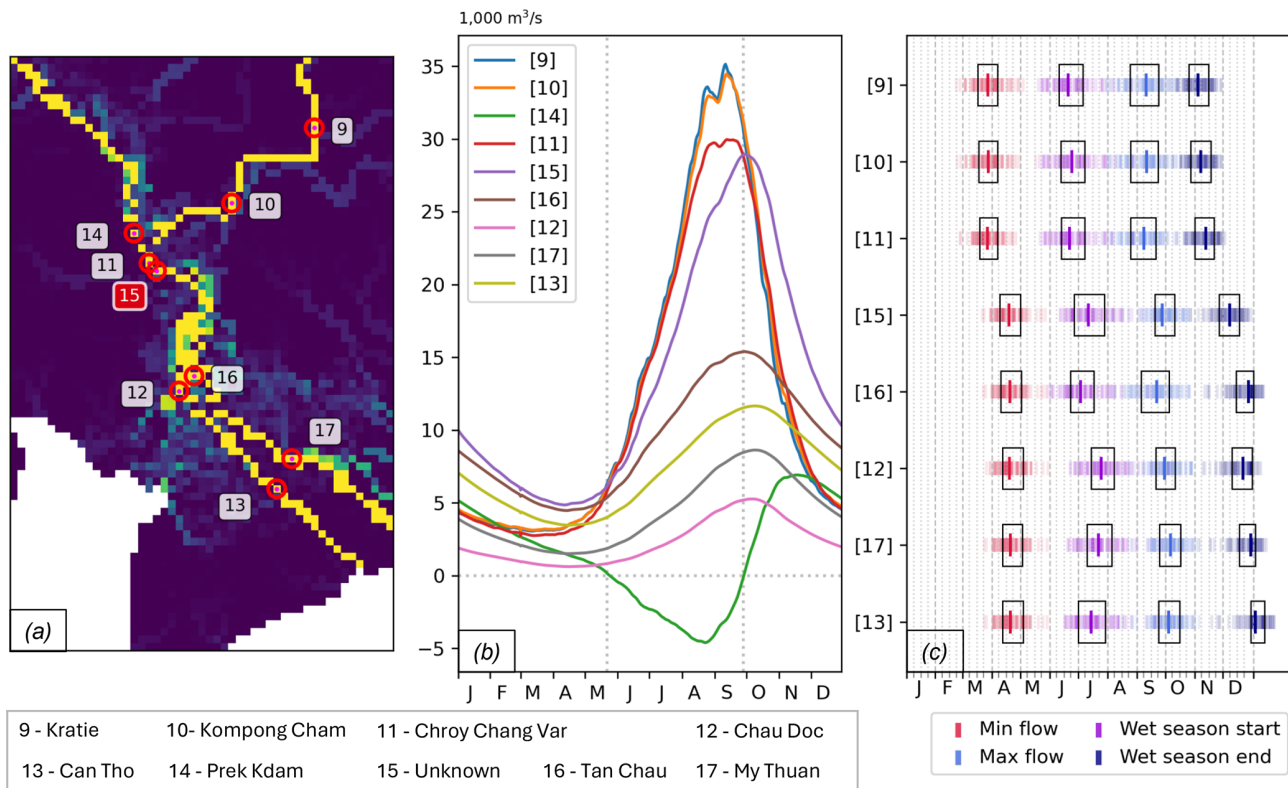 9
10
14
11
15
16
12
17
13
(a)
1,000 m³/s
[9]
[10]
[14]
[11]
[15]
[16]
[12]
[17]
[13]
35
30
25
20
15
10
5
0
−5
J F M A M J J A S O N D
(b)
[9]
[10]
[11]
[15]
[16]
[12]
[17]
[13]
J F M A M J J A S O N D
(c)
Min flow
Wet season start
Max flow
Wet season end
9 - Kratie 10- Kompong Cham 11 - Chroy Chang Var 12 - Chau Doc
13 - Can Tho 14 - Prek Kdam 15 - Unknown 16 - Tan Chau 17 - My Thuan